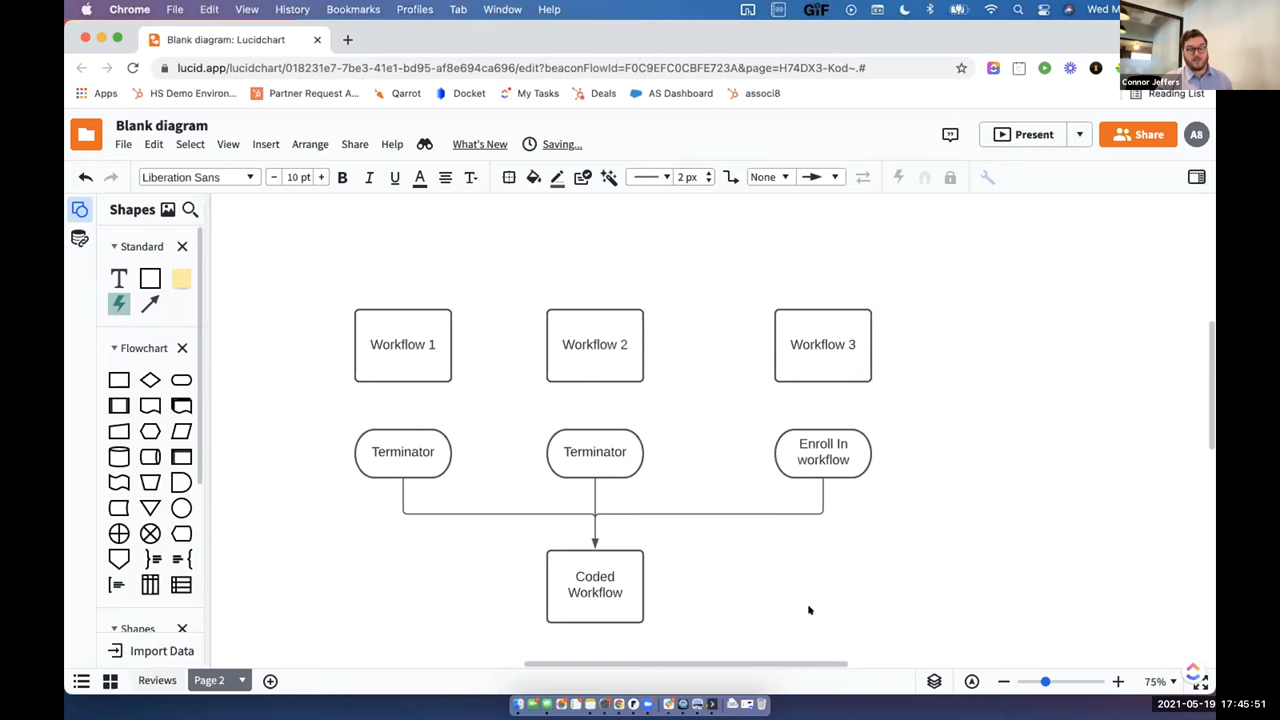 Chrome File Edit View History Bookmarks Profiles Tab Window Help GIF Wed M
Connor Jeffers
Blank diagram: Lucidchart
lucid.app/lucidchart/018231e7-7be3-41e1-bd95-af8e694cae96/edit?beaconFlowId=F0C9EFC0CBFE723A&page=H74DX3-Kod~.#
Apps HS Demo Environ... Partner Request A... Qarrot My Tasks Deals AS Dashboard associ8 Reading List
Blank diagram
File Edit Select View Insert Arrange Share Help What's New Saving...
Present Share A8
Liberation Sans 10 pt B I U A T 2 px None
Shapes
Standard
T
Flowchart
Shapes
Import Data
Workflow 1
Workflow 2
Workflow 3
Terminator
Terminator
Enroll In
workflow
Coded
Workflow
Reviews Page 2 75%
2021-05-19 17:45:51